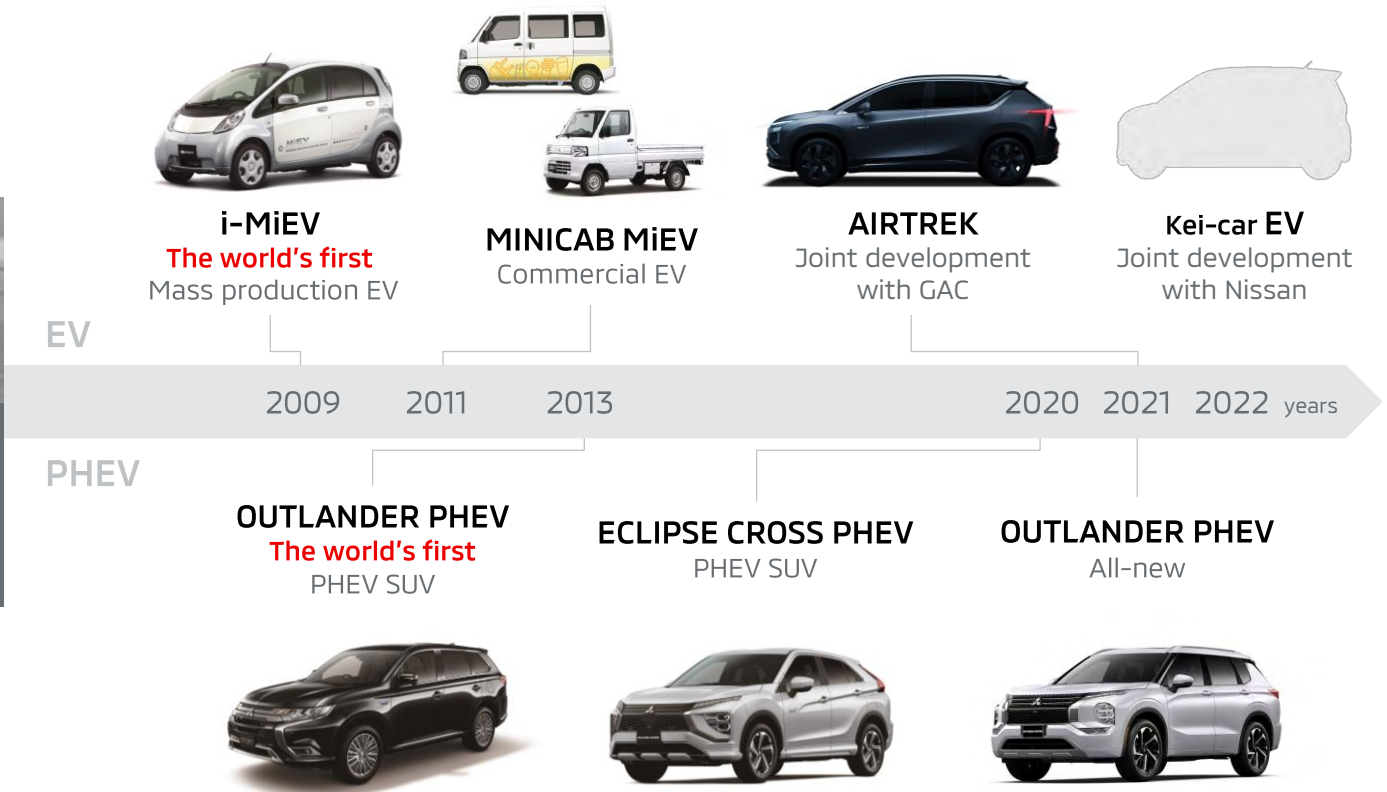 i-MiEV
The world's first
Mass production EV
MINICAB MiEV
Commercial EV
AIRTREK
Joint development
with GAC
Kei-car EV
Joint development
with Nissan
EV
2009 2011 2013 2020 2021 2022 years
PHEV
OUTLANDER PHEV
The world's first
PHEV SUV
ECLIPSE CROSS PHEV
PHEV SUV
OUTLANDER PHEV
All-new